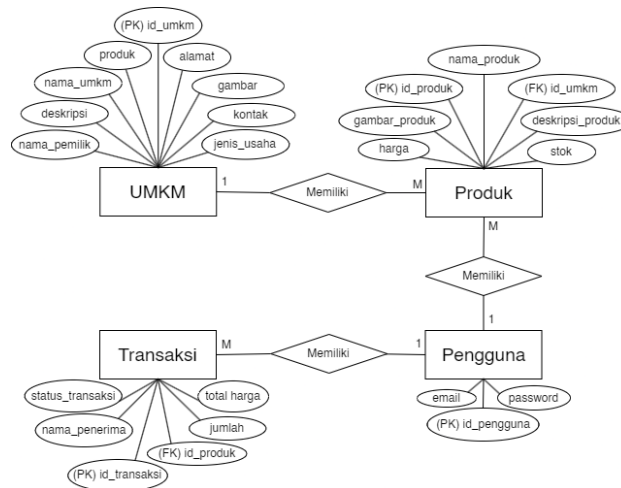 (PK) id_umkm
produk
alamat
nama_umkm
gambar
deskripsi
kontak
nama_pemilik
jenis_usaha
UMKM
1
Memiliki
M
nama_produk
(PK) id_produk
(FK) id_umkm
gambar_produk
deskripsi_produk
harga
stok
Produk
M
Memiliki
1
Transaksi
M
Memiliki
1
Pengguna
status_transaksi
total harga
nama_penerima
jumlah
(FK) id_produk
(PK) id_transaksi
email
password
(PK) id_pengguna